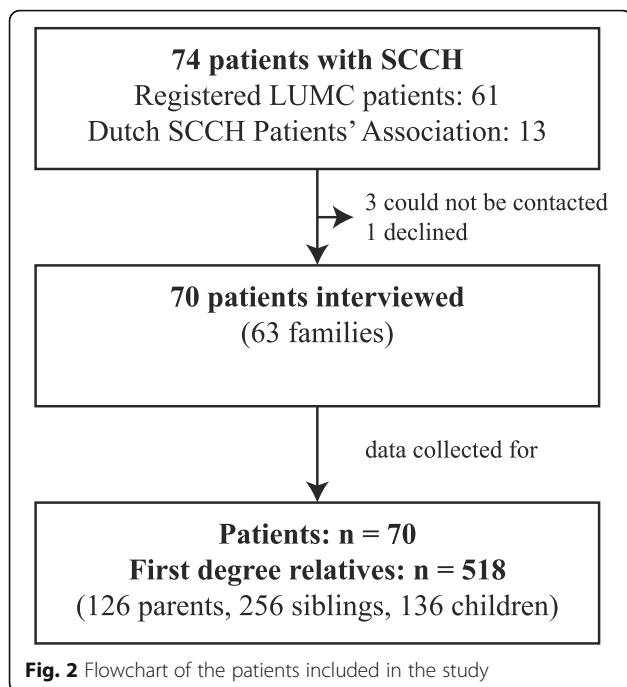 74 patients with SCCH
Registered LUMC patients: 61
Dutch SCCH Patients’ Association: 13
3 could not be contacted
1 declined
70 patients interviewed
(63 families)
data collected for
Patients: n = 70
First degree relatives: n = 518
(126 parents, 256 siblings, 136 children)
Fig. 2 Flowchart of the patients included in the study